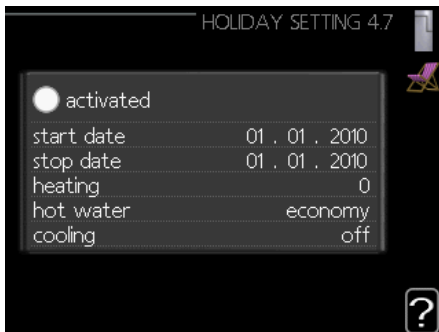 HOLIDAY SETTING 4.7
activated
start date 01 . 01 . 2010
stop date 01 . 01 . 2010
heating 0
hot water economy
cooling off
?